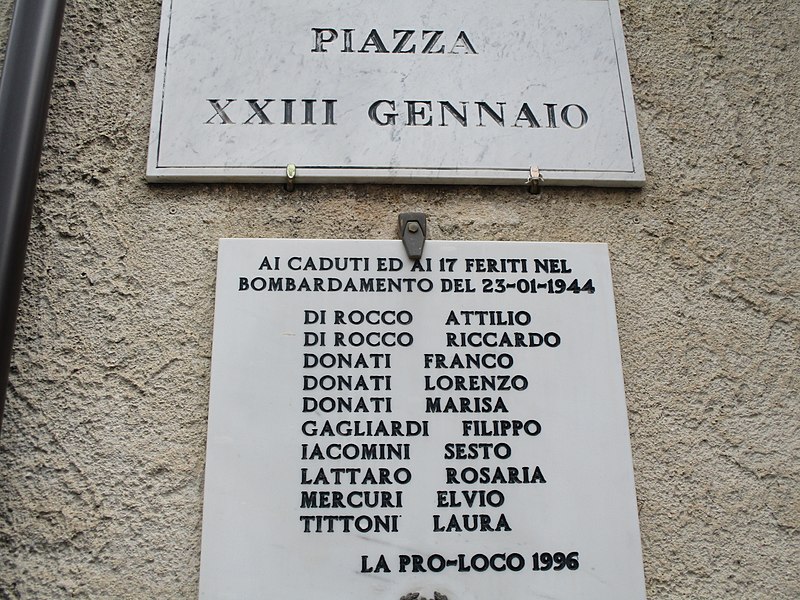 PIAZZA
XXIII GENNAIO
AI CADUTI ED AI 17 FERITI NEL
BOMBARDAMENTO DEL 23-01-1944
DI ROCCO ATTILIO
DI ROCCO RICCARDO
DONATI FRANCO
DONATI LORENZO
DONATI MARISA
GAGLIARDI FILIPPO
IACOMINI SESTO
LATTARO ROSARIA
MERCURI ELVIO
TITTONI LAURA
LA PRO-LOCO 1996